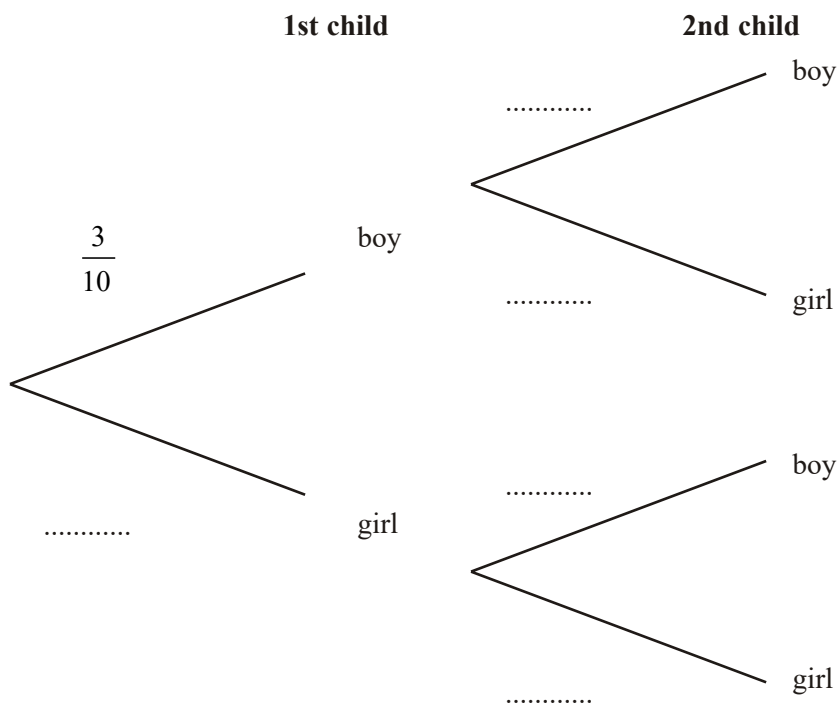 1st child 2nd child
boy
............
boy
3
10
............
girl
boy
............
girl
............
girl
............